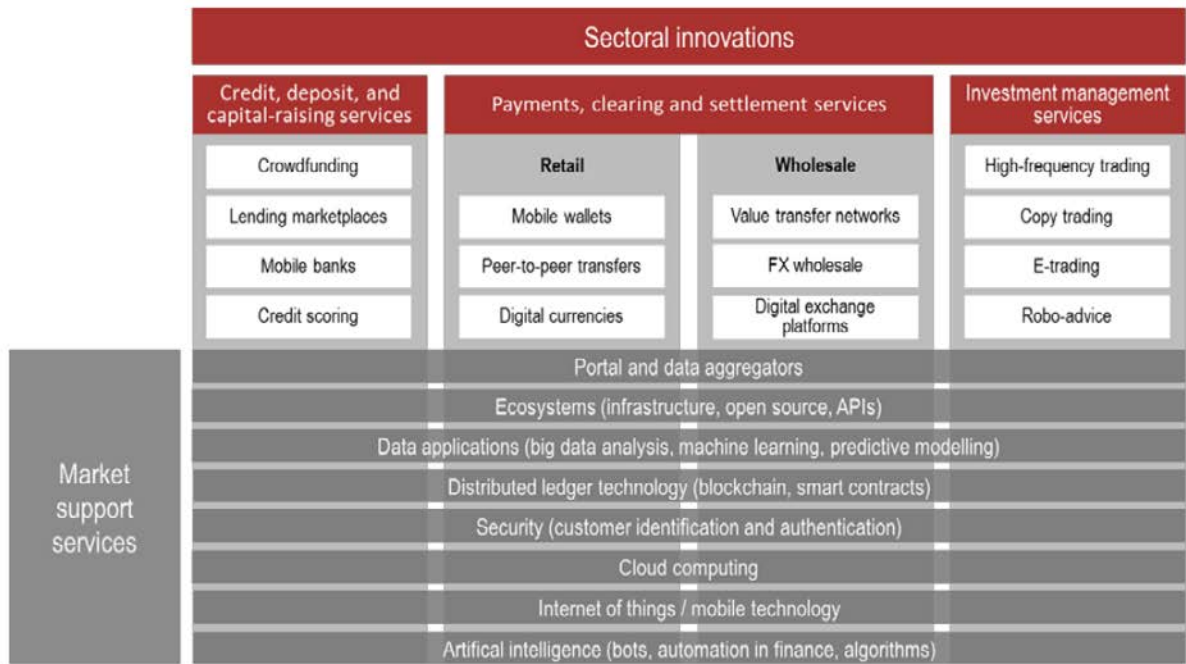 Sectoral innovations
Credit, deposit, and
capital-raising services
Payments, clearing and settlement services
Investment management
services
Crowdfunding
Lending marketplaces
Mobile banks
Credit scoring
Retail
Mobile wallets
Peer-to-peer transfers
Digital currencies
Wholesale
Value transfer networks
FX wholesale
Digital exchange
platforms
High-frequency trading
Copy trading
E-trading
Robo-advice
Market
support
services
Portal and data aggregators
Ecosystems (infrastructure, open source, APIs)
Data applications (big data analysis, machine learning, predictive modelling)
Distributed ledger technology (blockchain, smart contracts)
Security (customer identification and authentication)
Cloud computing
Internet of things / mobile technology
Artifical intelligence (bots, automation in finance, algorithms)